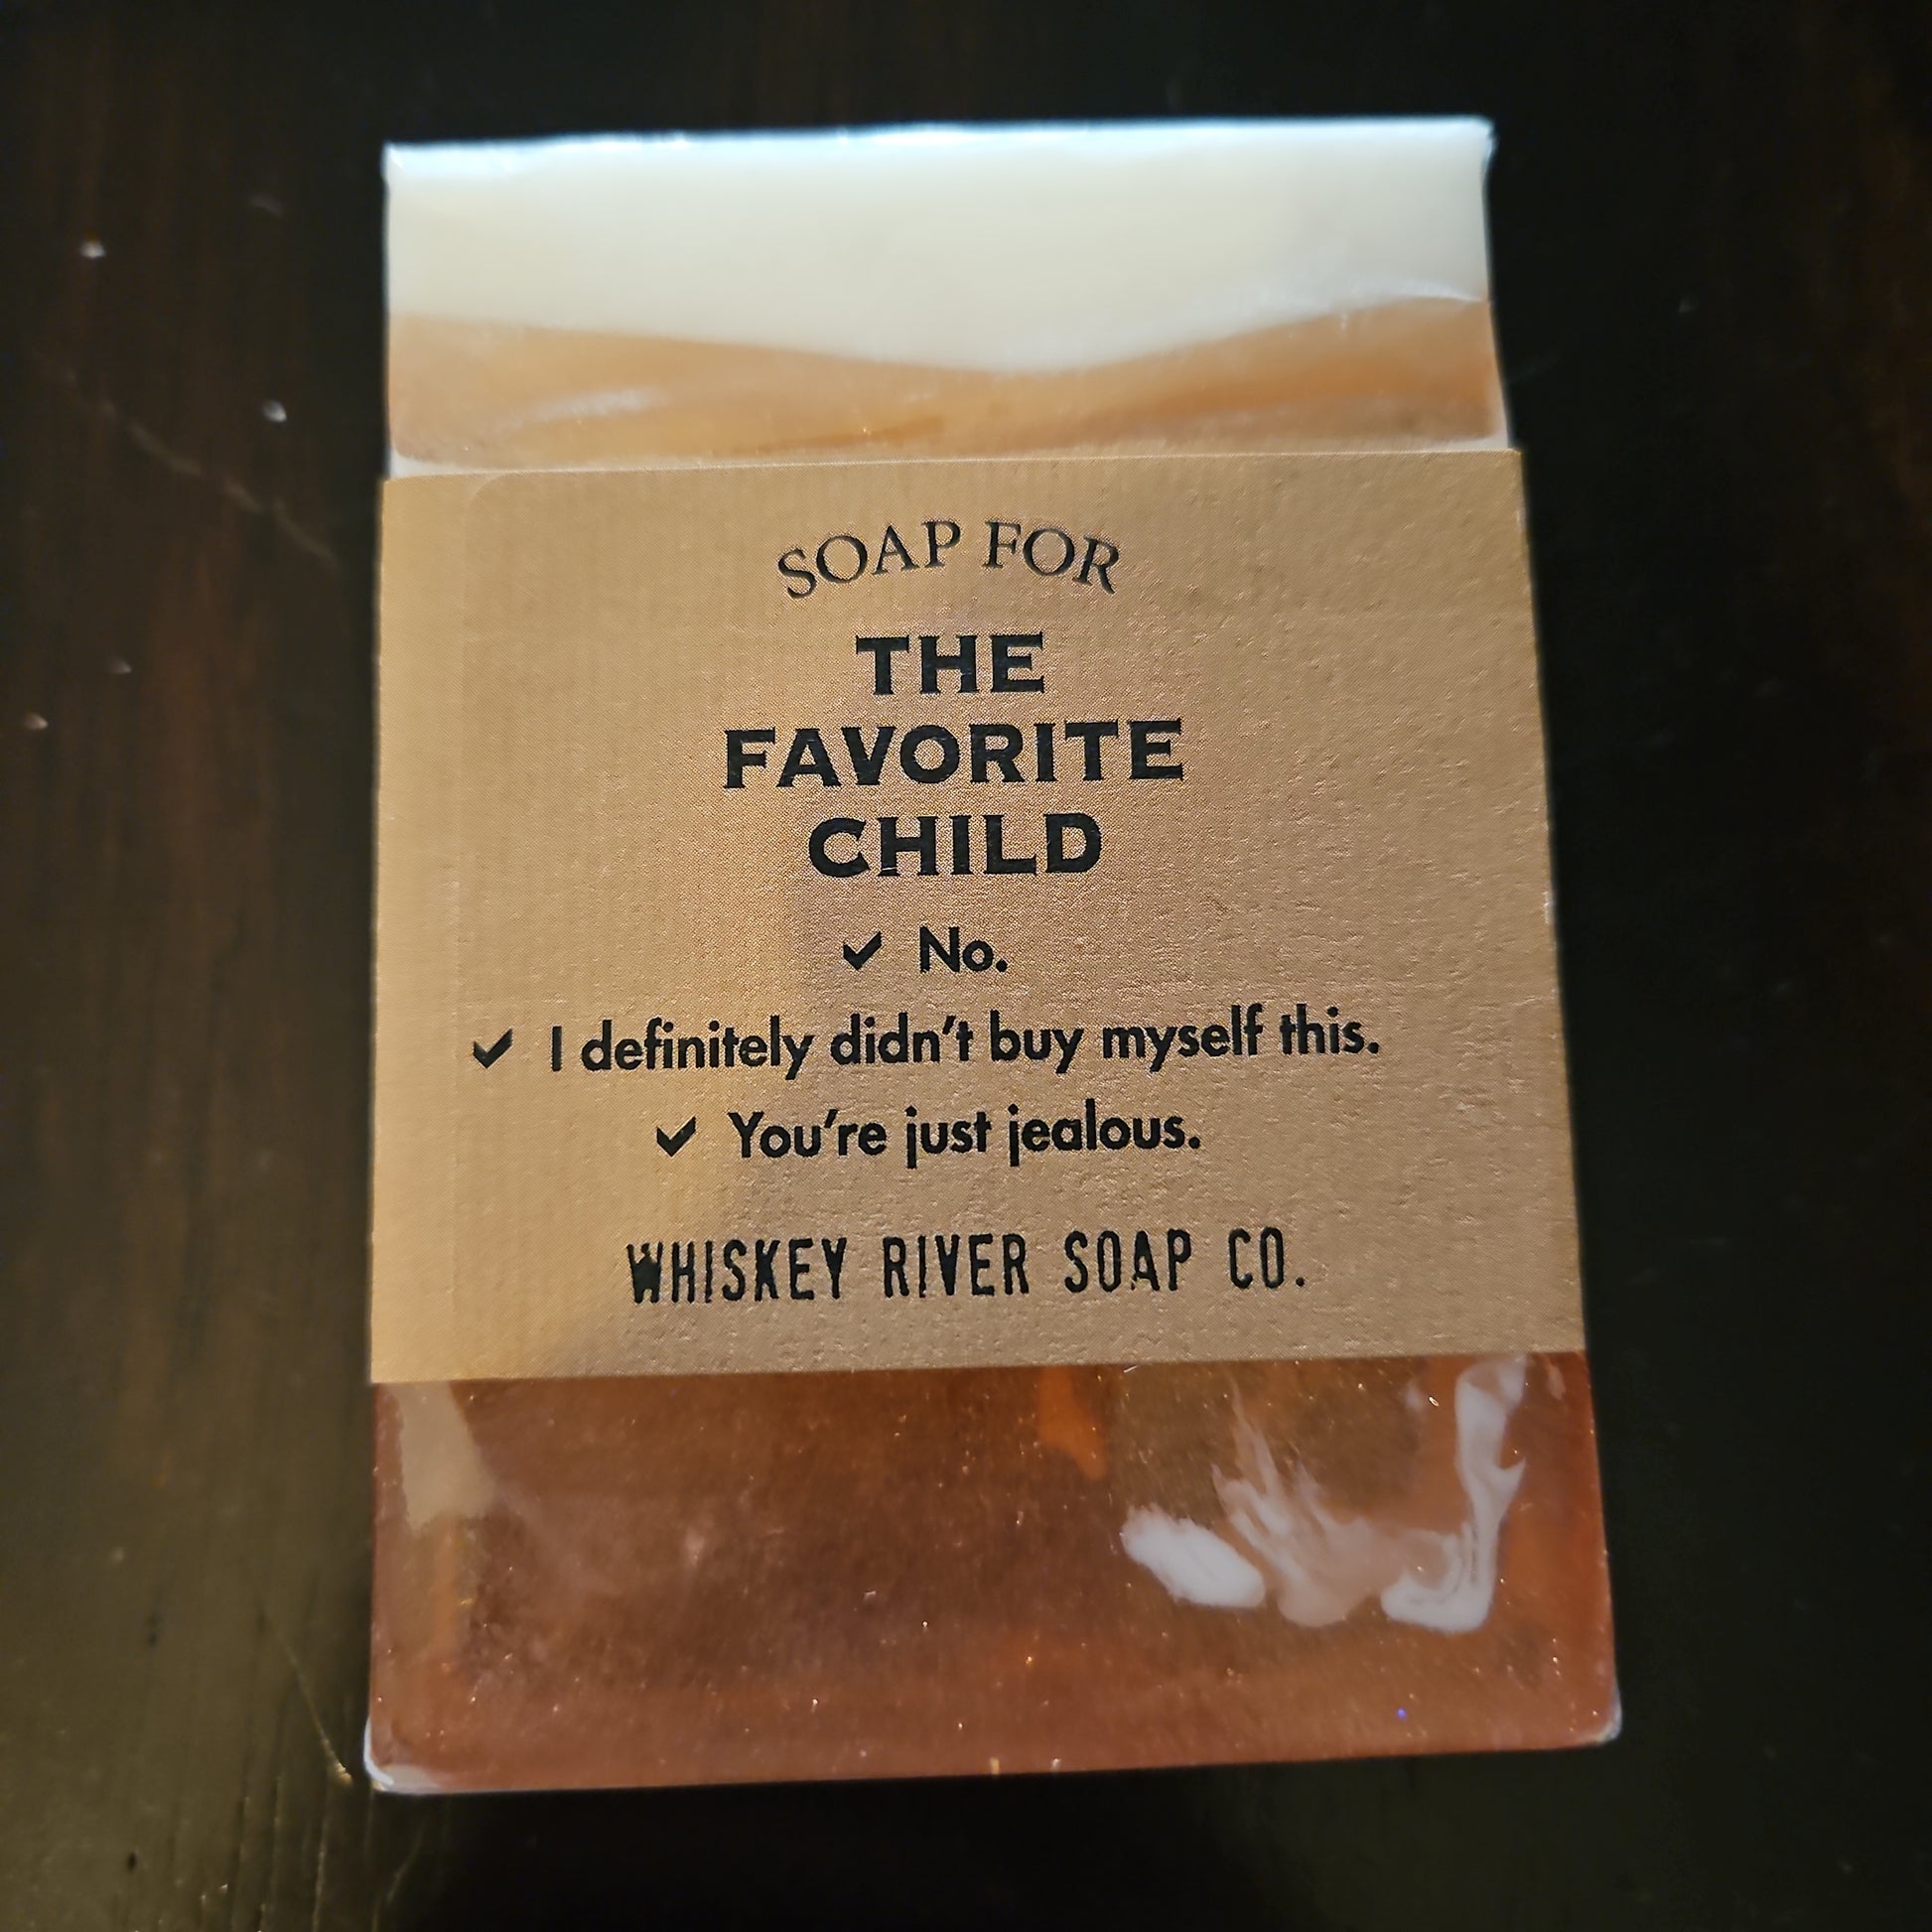 SOAP FOR
THE
FAVORITE
CHILD
✓ No.
✓ I definitely didn't buy myself this.
✓ You're just jealous.
WHISKEY RIVER SOAP CO.